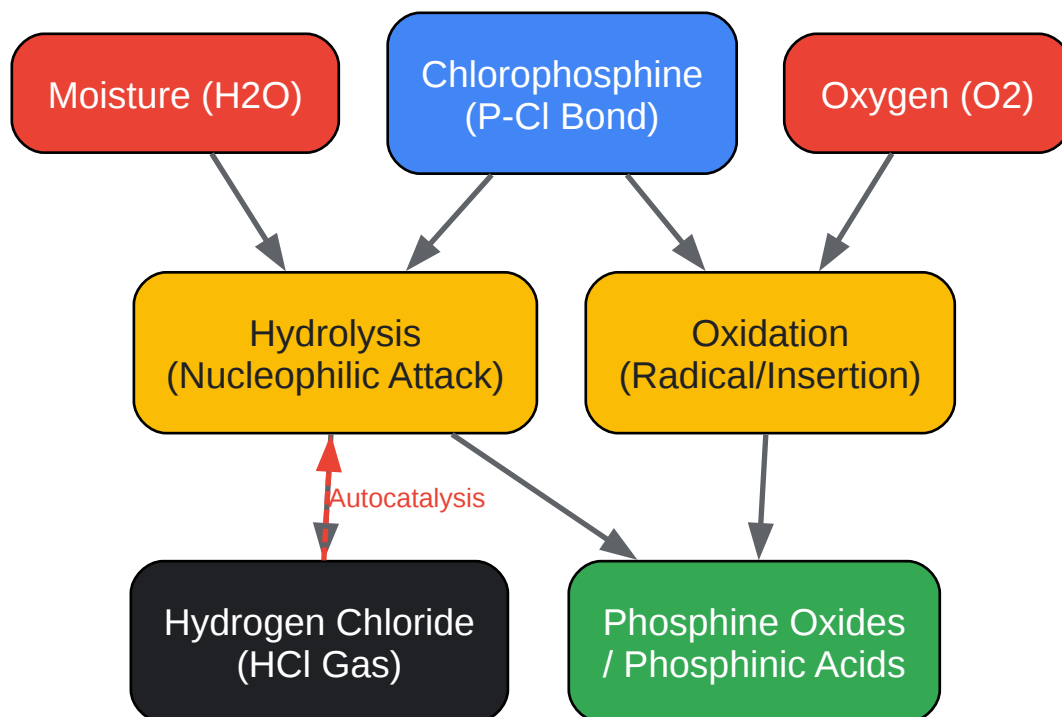 Moisture (H2O)
Chlorophosphine
(P-Cl Bond)
Oxygen (O2)
Hydrolysis
(Nucleophilic Attack)
Oxidation
(Radical/Insertion)
Autocatalysis
Hydrogen Chloride
(HCl Gas)
Phosphine Oxides
/ Phosphinic Acids